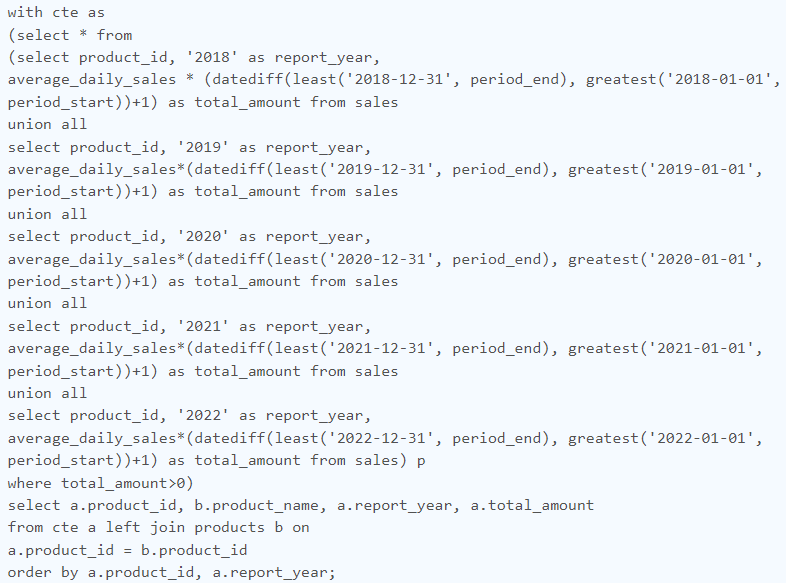 with cte as
(select * from
(select product_id, '2018' as report_year,
average_daily_sales * (datediff(least('2018-12-31', period_end), greatest('2018-01-01',
period_start))+1) as total_amount from sales
union all
select product_id, '2019' as report_year,
average_daily_sales*(datediff(least('2019-12-31', period_end), greatest('2019-01-01',
period_start))+1) as total_amount from sales
union all
select product_id, '2020' as report_year,
average_daily_sales*(datediff(least('2020-12-31', period_end), greatest('2020-01-01',
period_start))+1) as total_amount from sales
union all
select product_id, '2021' as report_year,
average_daily_sales*(datediff(least('2021-12-31', period_end), greatest('2021-01-01',
period_start))+1) as total_amount from sales
union all
select product_id, '2022' as report_year,
average_daily_sales*(datediff(least('2022-12-31', period_end), greatest('2022-01-01',
period_start))+1) as total_amount from sales) p
where total_amount>0)
select a.product_id, b.product_name, a.report_year, a.total_amount
from cte a left join products b on
a.product_id = b.product_id
order by a.product_id, a.report_year;